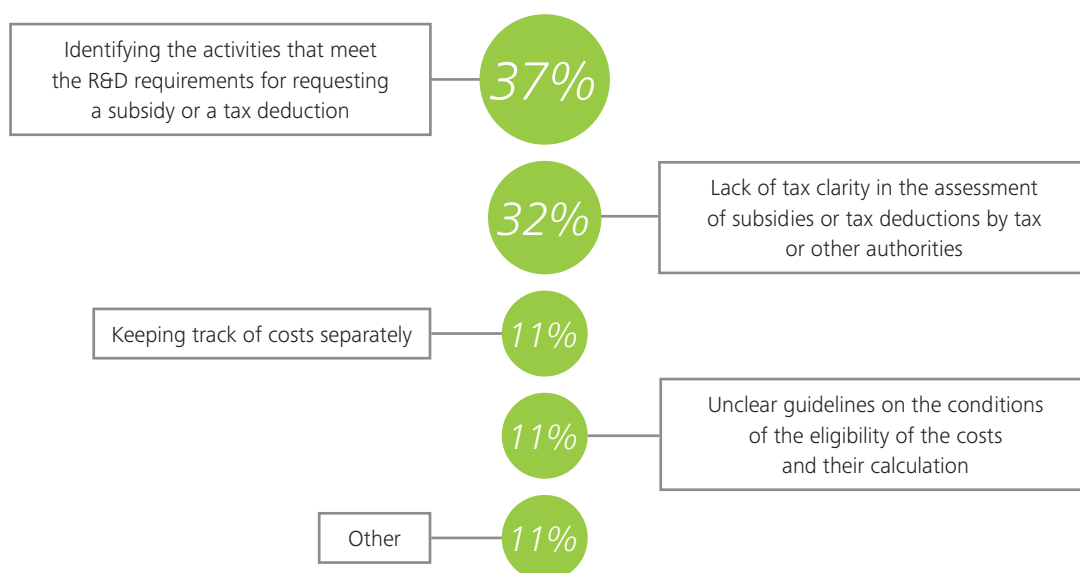 Identifying the activities that meet
the R&D requirements for requesting
a subsidy or a tax deduction
37%
32%
Lack of tax clarity in the assessment
of subsidies or tax deductions by tax
or other authorities
Keeping track of costs separately
11%
11%
Unclear guidelines on the conditions
of the eligibility of the costs
and their calculation
Other
11%